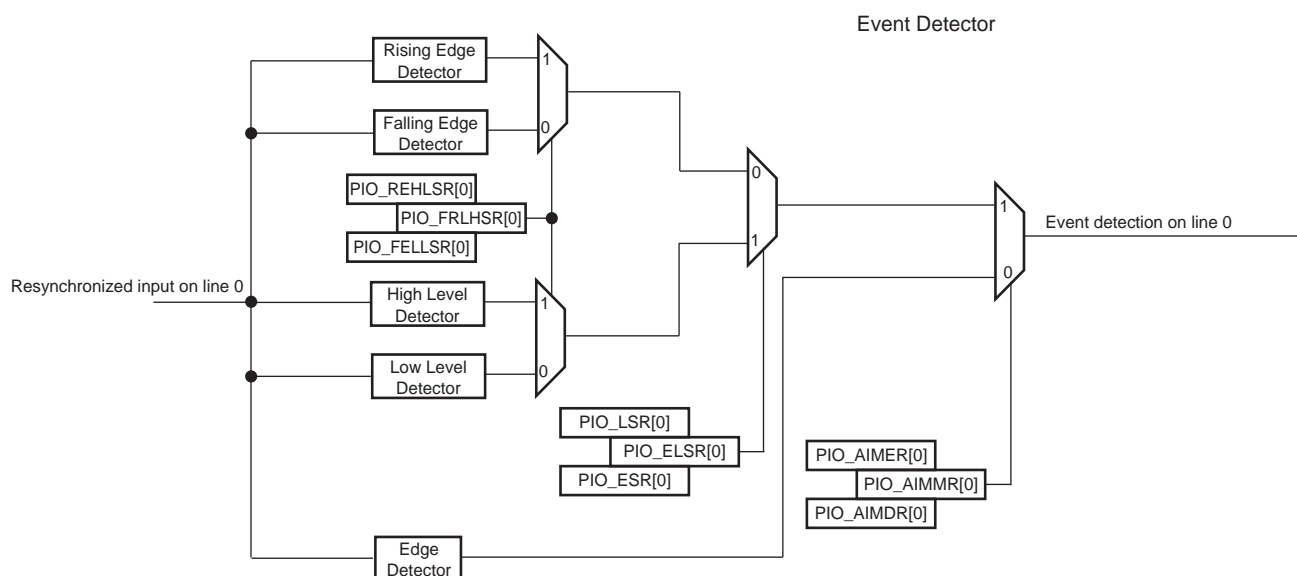 Event Detector
Rising Edge
Detector
1
Falling Edge
Detector
0
PIO_REHLSR[0]
PIO_FRLHSR[0]
PIO_FELLSR[0]
0
1
1
Event detection on line 0
0
Resynchronized input on line 0
High Level
Detector
1
Low Level
Detector
0
PIO_LSR[0]
PIO_ELSR[0]
PIO_ESR[0]
PIO_AIMER[0]
PIO_AIMMR[0]
PIO_AIMDR[0]
Edge
Detector